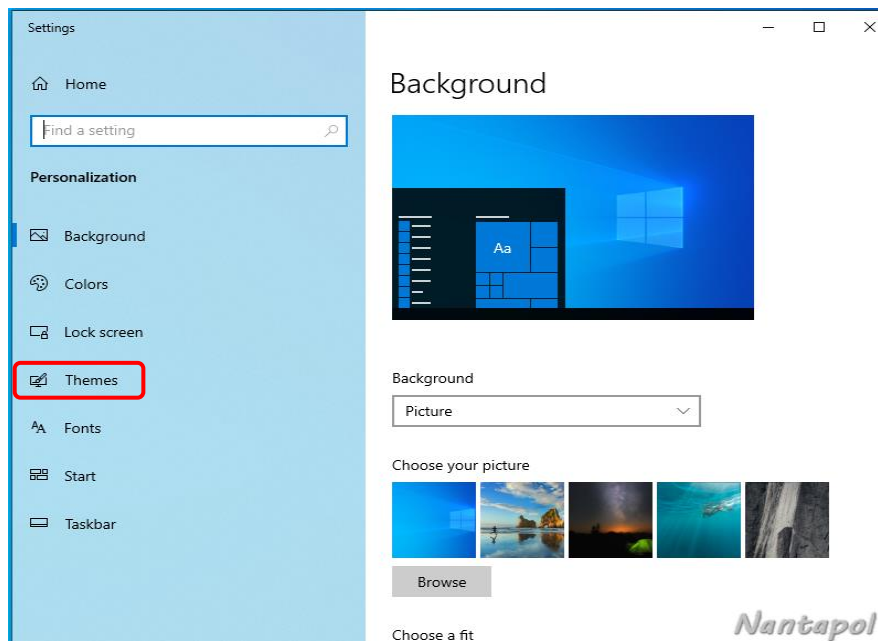 Settings
Home
Find a setting
Personalization
Background
Colors
Lock screen
Themes
Fonts
Start
Taskbar
Background
Aa
Background
Picture
Choose your picture
Browse
Choose a fit
Nantapol